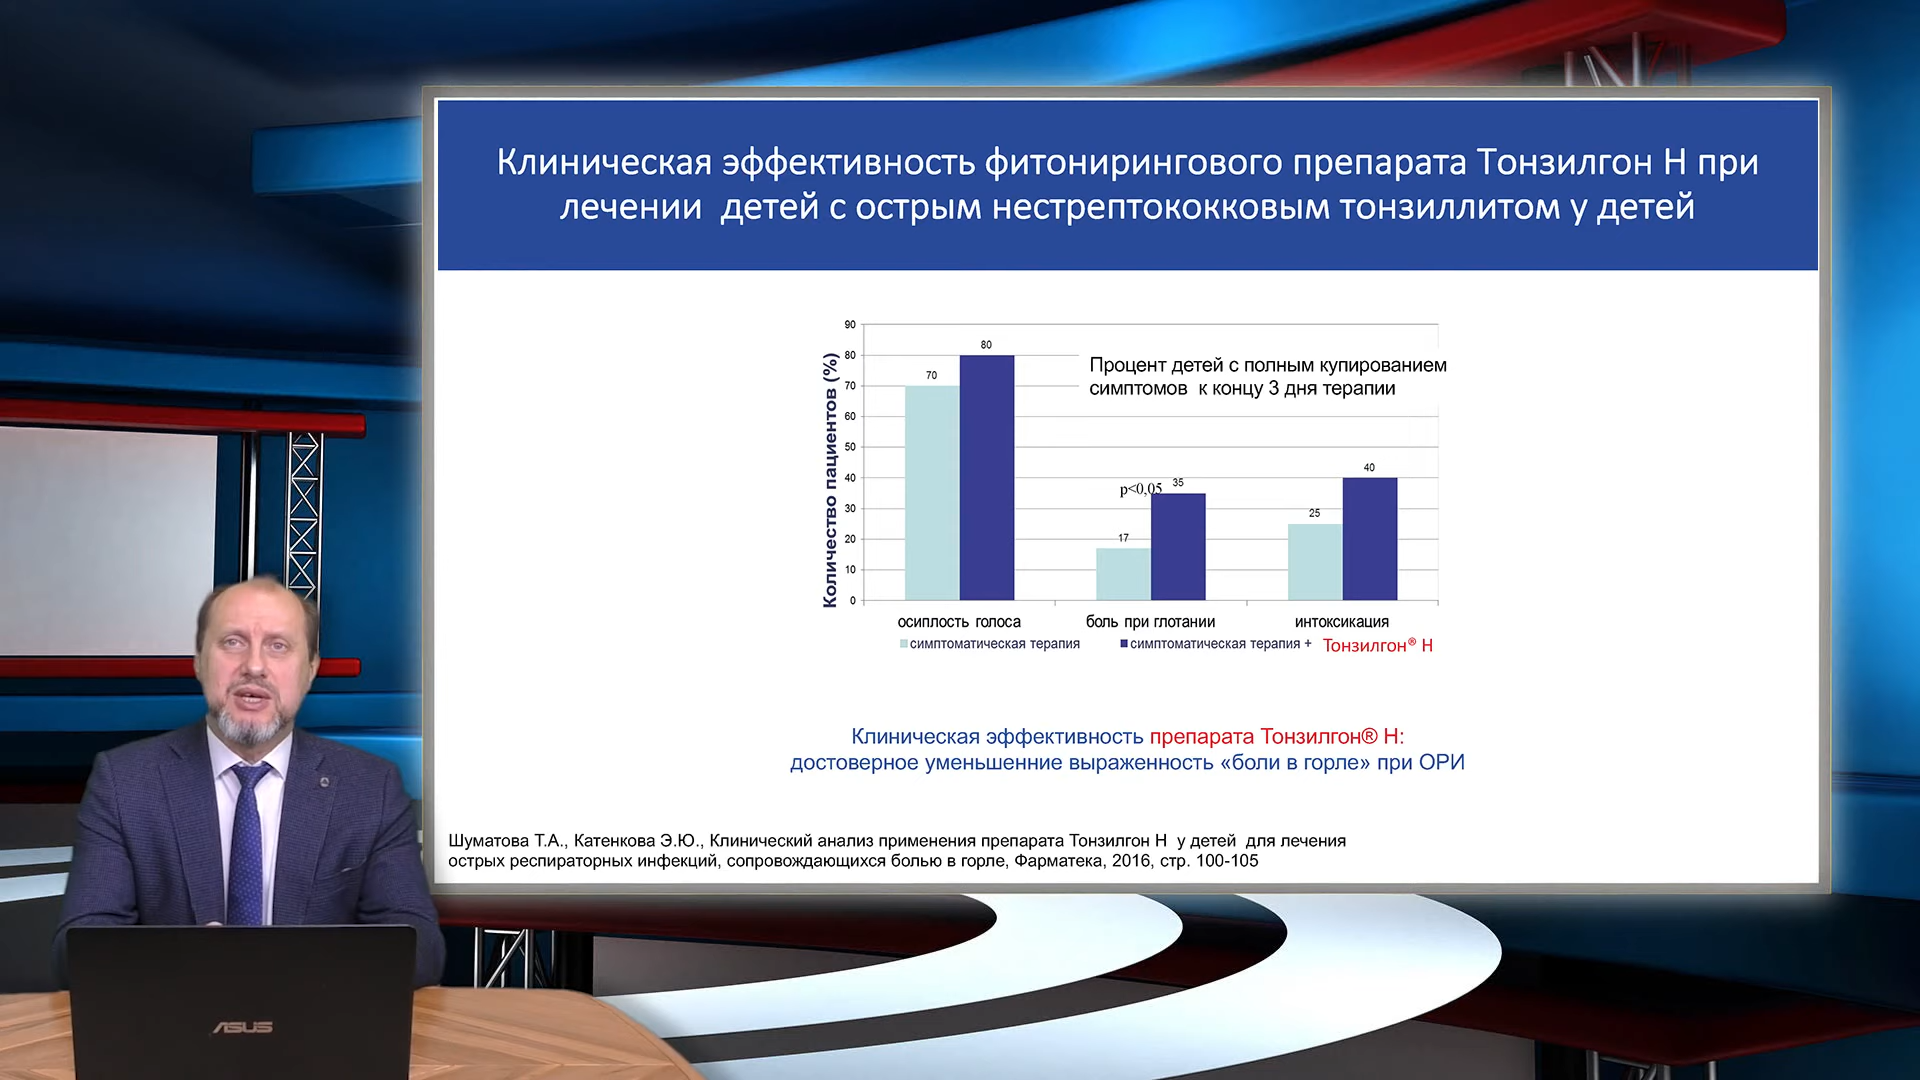 Клиническая эффективность фитонирингового препарата Тонзилгон Н при
лечении детей с острым нестрептококковым тонзиллитом у детей
Количество пациентов (%)
90
80
70
60
50
40
30
20
10
0
Процент детей с полным купированием
симптомов к концу 3 дня терапии
70
80
17
p<0,05
35
25
40
осиплость голоса
боль при глотании
интоксикация
симптоматическая терапия
симптоматическая терапия + Тонзилгон® Н
Клиническая эффективность препарата Тонзилгон® Н:
достоверное уменьшенние выраженность «боли в горле» при ОРИ
Шуматова Т.А., Катенкова Э.Ю., Клинический анализ применения препарата Тонзилгон Н у детей для лечения
острых респираторных инфекций, сопровождающихся болью в горле, Фарматека, 2016, стр. 100-105
ASUS